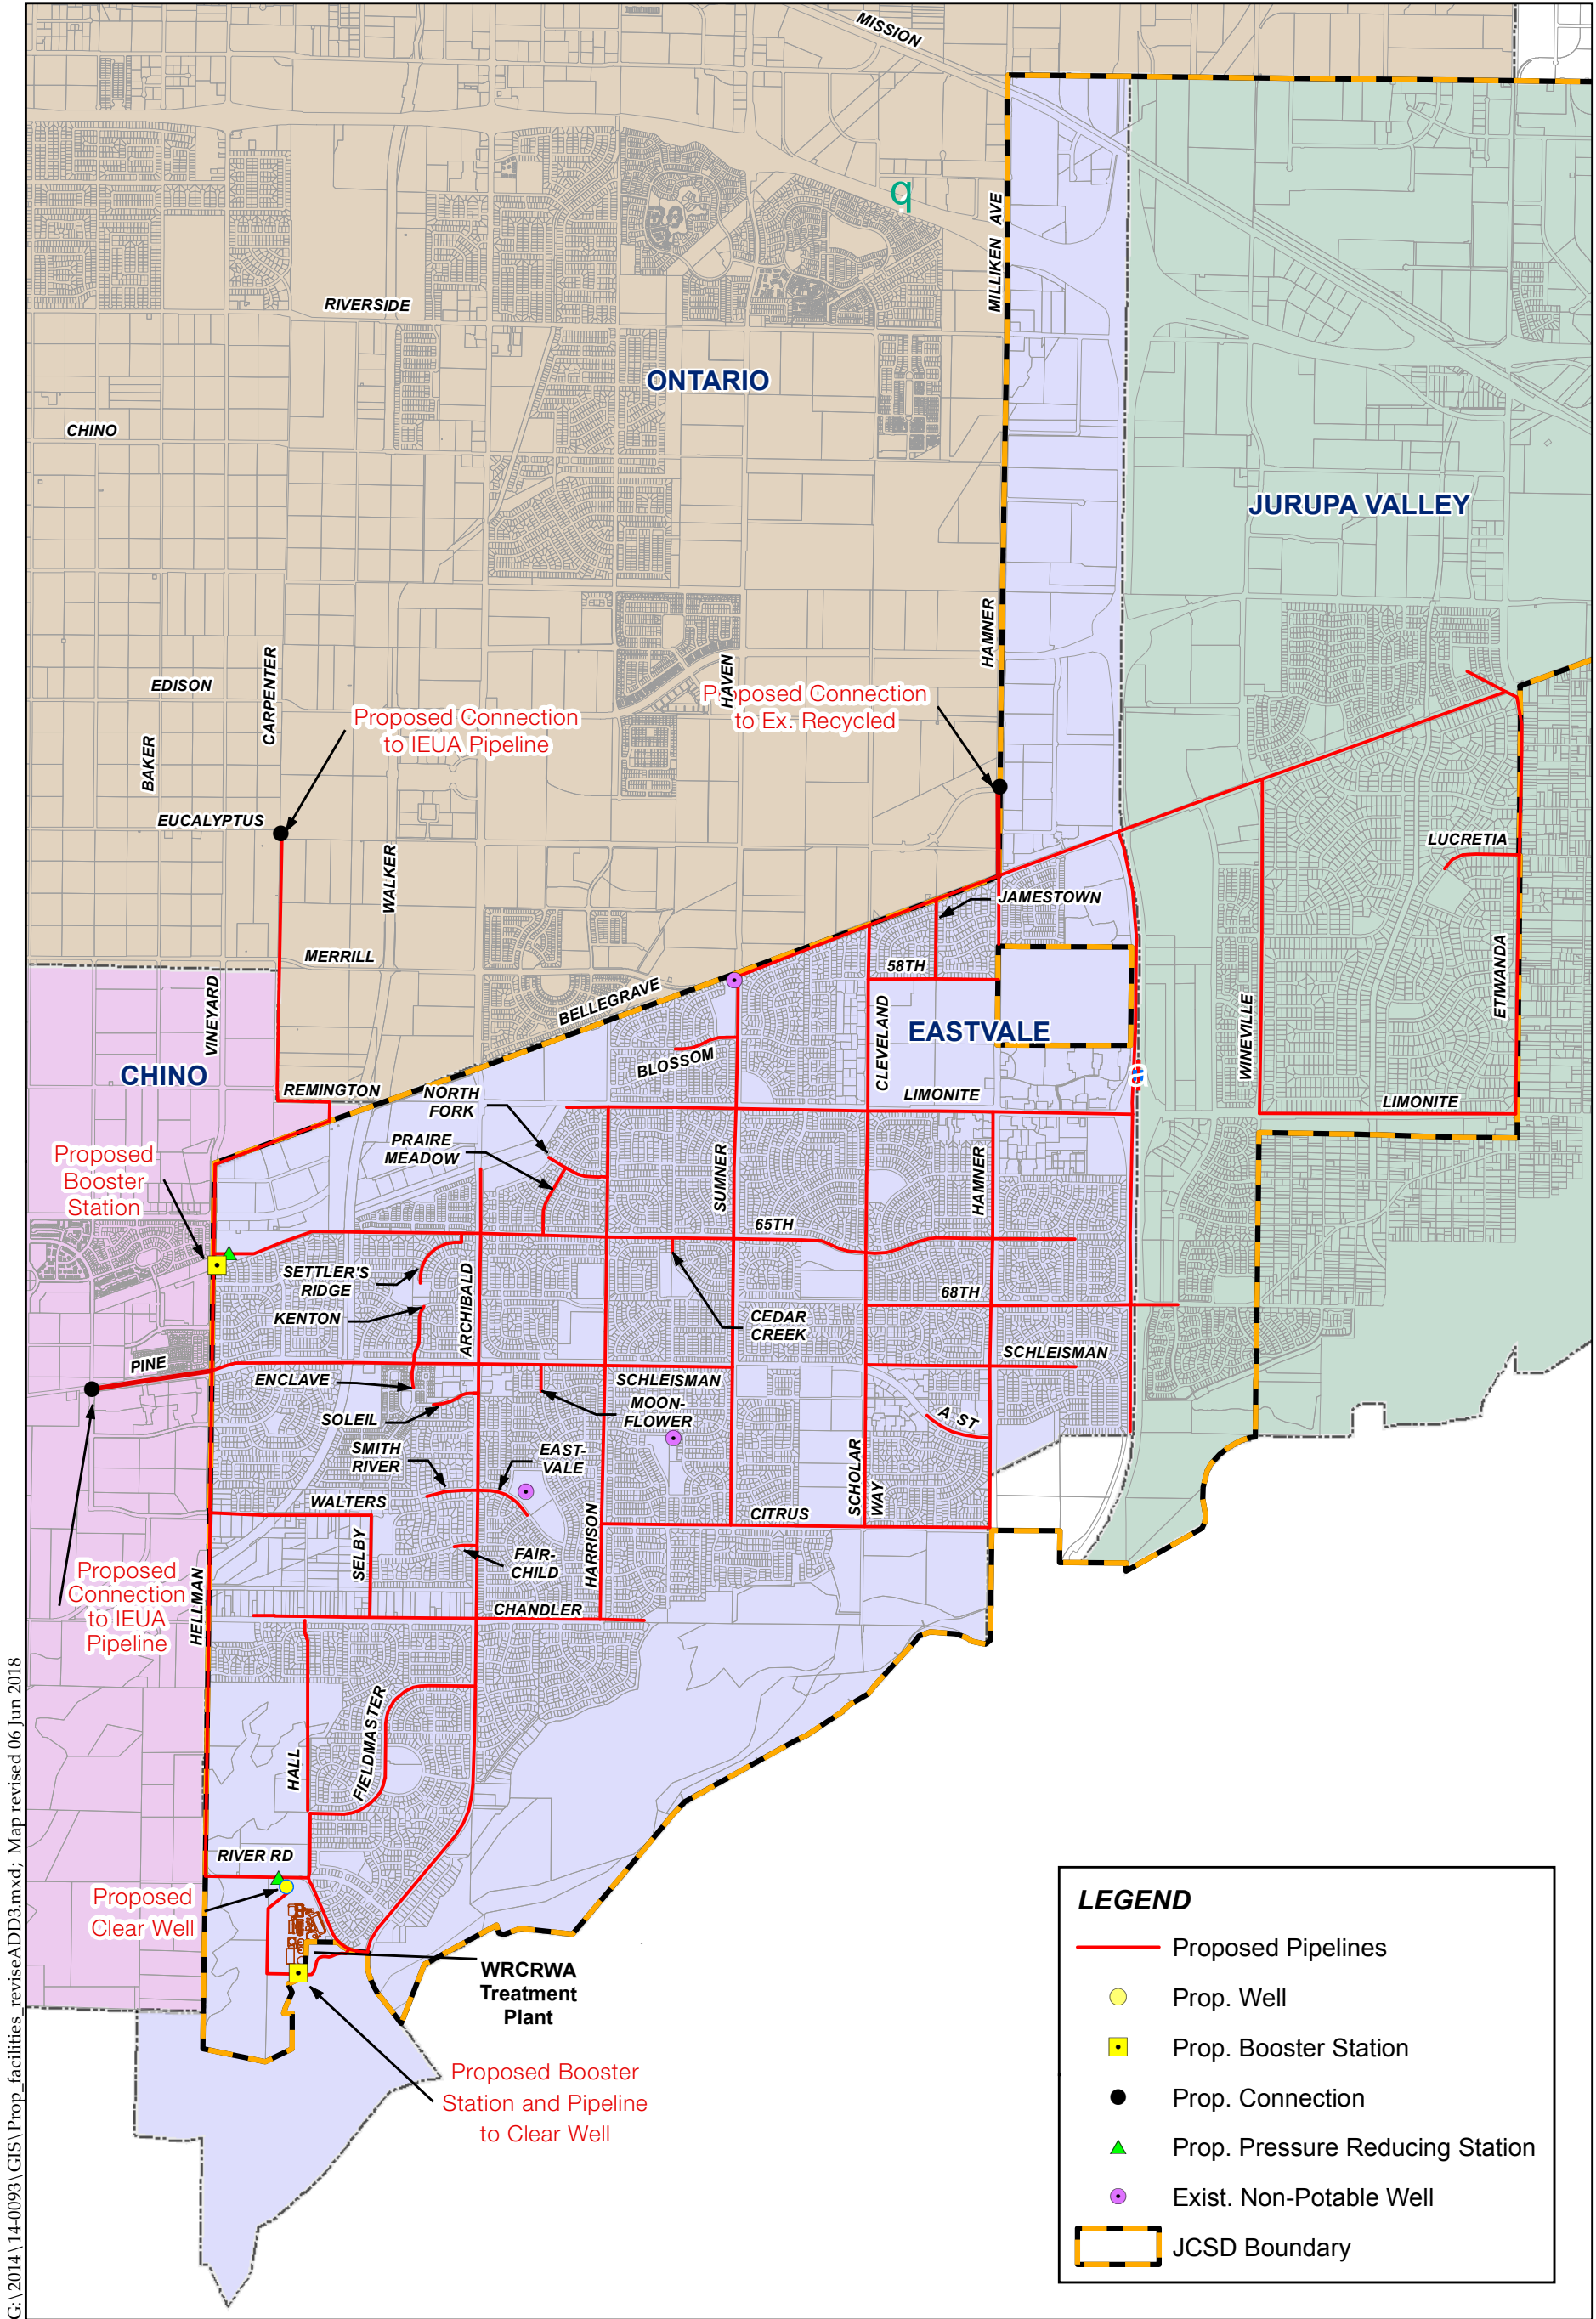 MISSION
q
MILLIKEN AVE
RIVERSIDE
ONTARIO
CHINO
JURUPA VALLEY
HAMNER
CARPENTER
EDISON
HAVEN
BAKER
Proposed Connection
to IEUA Pipeline
Proposed Connection
to Ex. Recycled
EUCALYPTUS
WALKER
LUCRETIA
JAMESTOWN
MERRILL
58TH
VINEYARD
BELLEGRAVE
ETIWANDA
EASTVALE
CLEVELAND
WINEVILLE
BLOSSOM
CHINO
REMINGTON
NORTH
FORK
LIMONITE
LIMONITE
PRAIRE
MEADOW
Proposed
Booster
Station
SUMNER
HAMNER
65TH
SETTLER'S
RIDGE
ARCHIBALD
KENTON
68TH
CEDAR
CREEK
PINE
SCHLEISMAN
ENCLAVE
SCHLEISMAN
SOLEIL
MOON-
FLOWER
A ST
SMITH
RIVER
EAST-
VALE
SCHOLAR
WAY
WALTERS
HARRISON
CITRUS
SELBY
FAIR-
CHILD
Proposed
Connection
to IEUA
Pipeline
HELLMAN
CHANDLER
FIELDMASTER
HALL
RIVER RD
Proposed
Clear Well
WRCRWA
Treatment
Plant
Proposed Booster
Station and Pipeline
to Clear Well
LEGEND
Proposed Pipelines
Prop. Well
Prop. Booster Station
Prop. Connection
Prop. Pressure Reducing Station
Exist. Non-Potable Well
JCSD Boundary
G:\2014\14-0093\GIS\Prop_facilities_reviseADD3.mxd; Map revised 06 Jun 2018